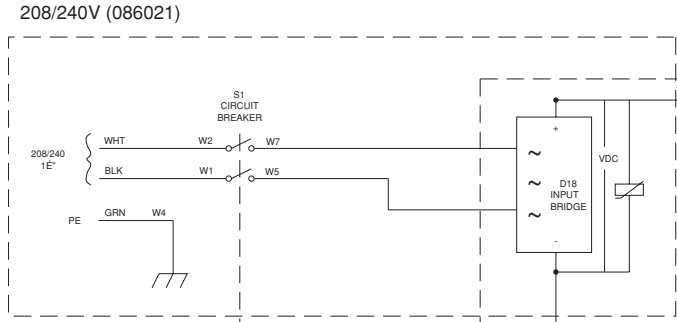 208/240V (086021)
S1
CIRCUIT
BREAKER
WHT
W2
W7
208/240
1É"
BLK
W1
W5
PE
GRN
W4
+
~
VDC
D18
INPUT
BRIDGE
~
-